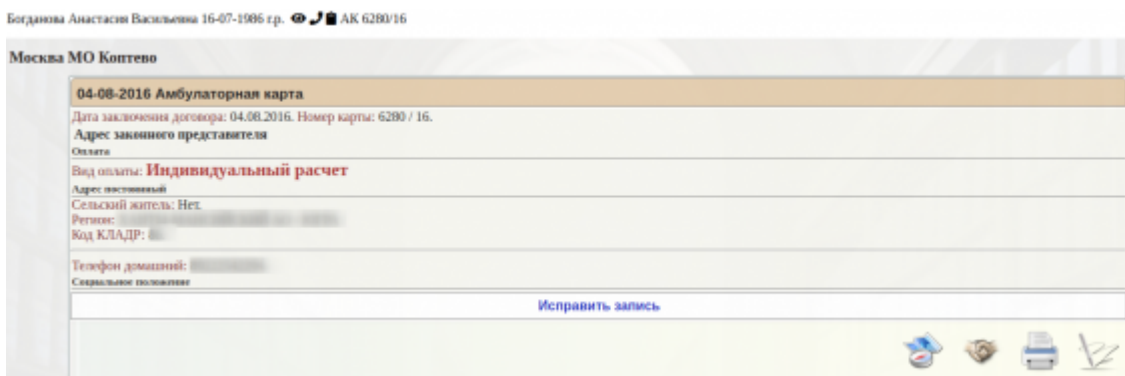 Богданова Анастасия Васильевна 16-07-1986 г.р. АК 6280/16
Москва МО Коптево
04-08-2016 Амбулаторная карта
Дата заключения договора: 04.08.2016. Номер карты: 6280 / 16.
Адрес законного представителя
Оплата
Вид оплаты: Индивидуальный расчет
Адрес постоянный
Сельский житель: Нет.
Регион:
Код КЛАДР:
Телефон домашний:
Социальное положение
Исправить запись